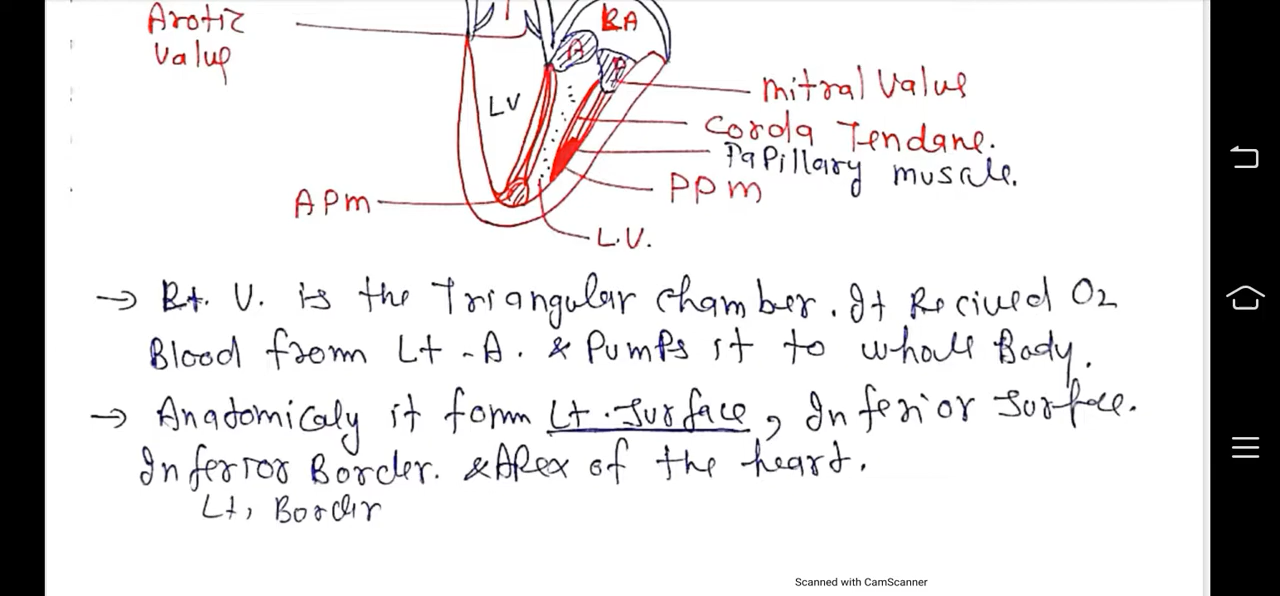 Arotic
Valup
RA
A
P
LV
mitral Value
Corda Tendane.
Papillary musale.
PPm
APm
L.V.
→ Rt. V. is the Triangular chamber. It Recived O2
Blood from Lt - A. & Pumps it to whole Body.
→ Anatomicaly it form Lt. Surface, Inferior Surface.
Inferior Border. & Apex of the heart.
Lt, Border
Scanned with CamScanner